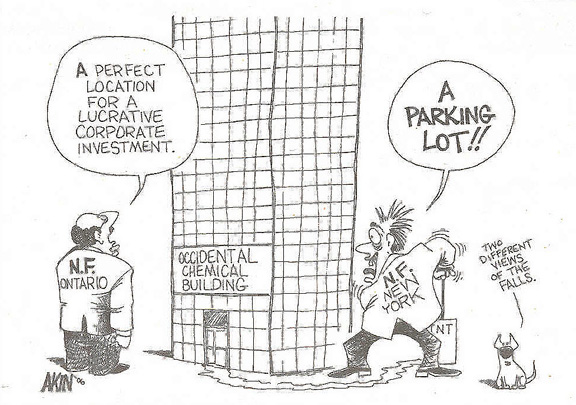 A PERFECT
LOCATION
FOR A
LUCRATIVE
CORPORATE
INVESTMENT.
A
PARKING
LOT!!
N.F.
ONTARIO
OCCIDENTAL
CHEMICAL
BUILDING
N.F.
NEW
YORK
NT
TWO
DIFFERENT
VIEWS
OF THE
FALLS.
AKIN '06